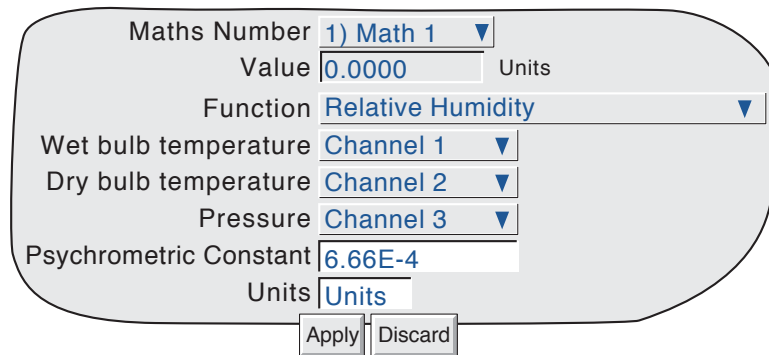 Maths Number 1) Math 1
Value 0.0000 Units
Function Relative Humidity
Wet bulb temperature Channel 1
Dry bulb temperature Channel 2
Pressure Channel 3
Psychrometric Constant 6.66E-4
Units Units
Apply Discard